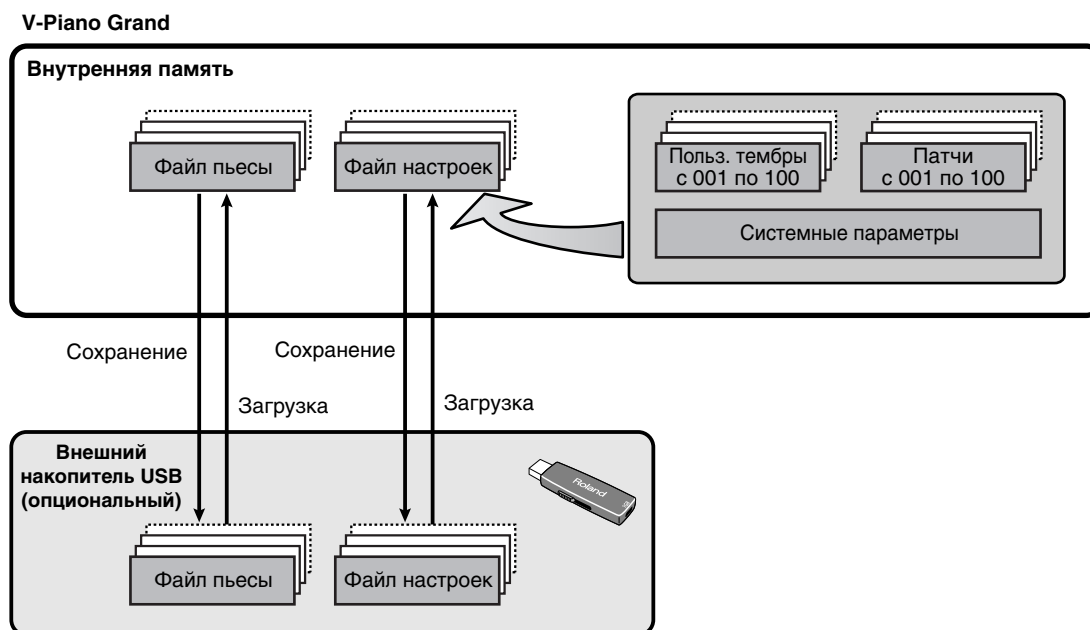 V-Piano Grand
Внутренняя память
Файл пьесы
Файл настроек
Польз. тембры
с 001 по 100
Патчи
с 001 по 100
Системные параметры
Сохранение
Сохранение
Загрузка
Загрузка
Внешний
накопитель USB
(опциональный)
Roland
Файл пьесы
Файл настроек